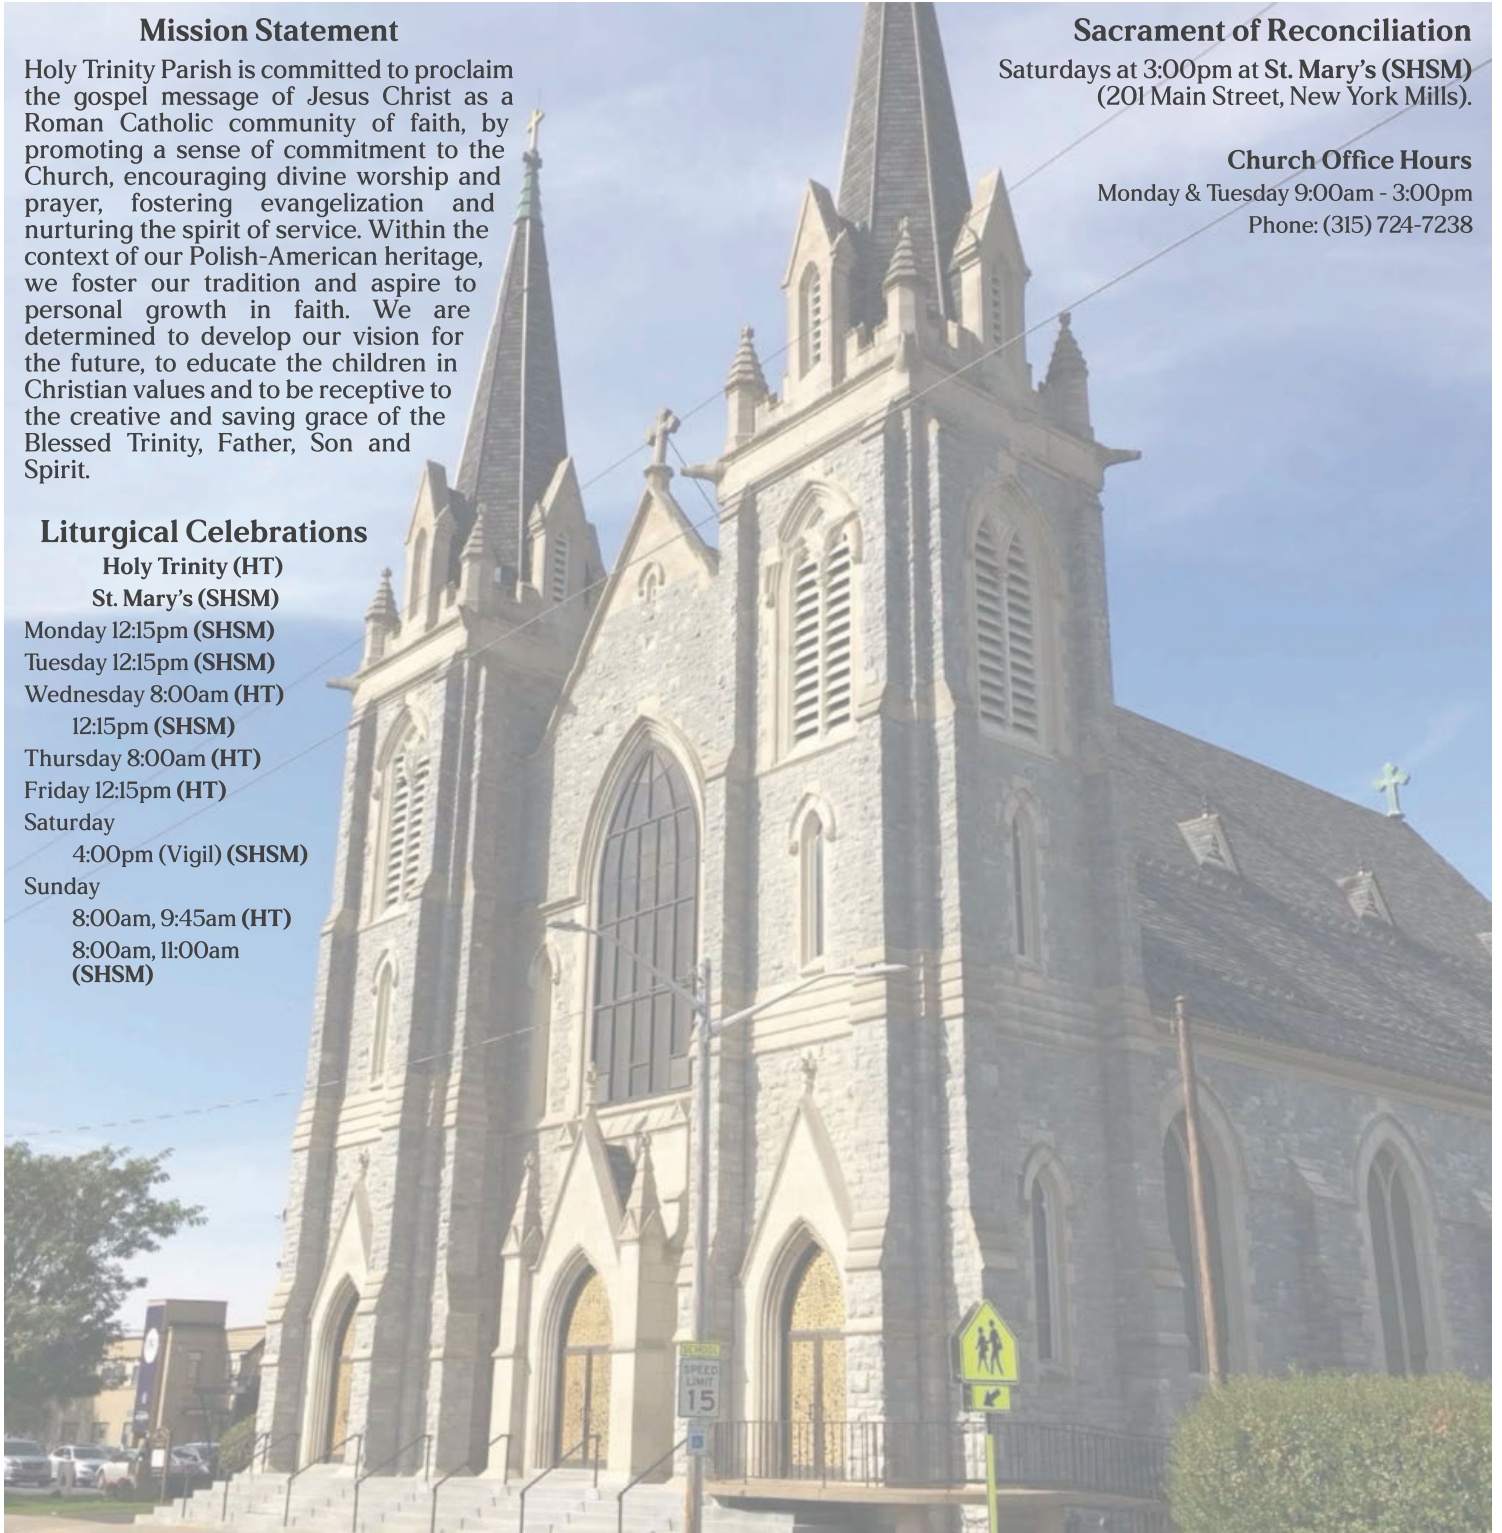 Mission Statement
Holy Trinity Parish is committed to proclaim
the gospel message of Jesus Christ as a
Roman Catholic community of faith, by
promoting a sense of commitment to the
Church, encouraging divine worship and
prayer, fostering evangelization and
nurturing the spirit of service. Within the
context of our Polish-American heritage,
we foster our tradition and aspire to
personal growth in faith. We are
determined to develop our vision for
the future, to educate the children in
Christian values and to be receptive to
the creative and saving grace of the
Blessed Trinity, Father, Son and
Spirit.
Liturgical Celebrations
Holy Trinity (HT)
St. Mary’s (SHSM)
Monday 12:15pm (SHSM)
Tuesday 12:15pm (SHSM)
Wednesday 8:00am (HT)
12:15pm (SHSM)
Thursday 8:00am (HT)
Friday 12:15pm (HT)
Saturday
4:00pm (Vigil) (SHSM)
Sunday
8:00am, 9:45am (HT)
8:00am, 11:00am
(SHSM)
Sacrament of Reconciliation
Saturdays at 3:00pm at St. Mary’s (SHSM)
(201 Main Street, New York Mills).
Church Office Hours
Monday & Tuesday 9:00am - 3:00pm
Phone: (315) 724-7238
SCHOOL
SPEED
LIMIT
15